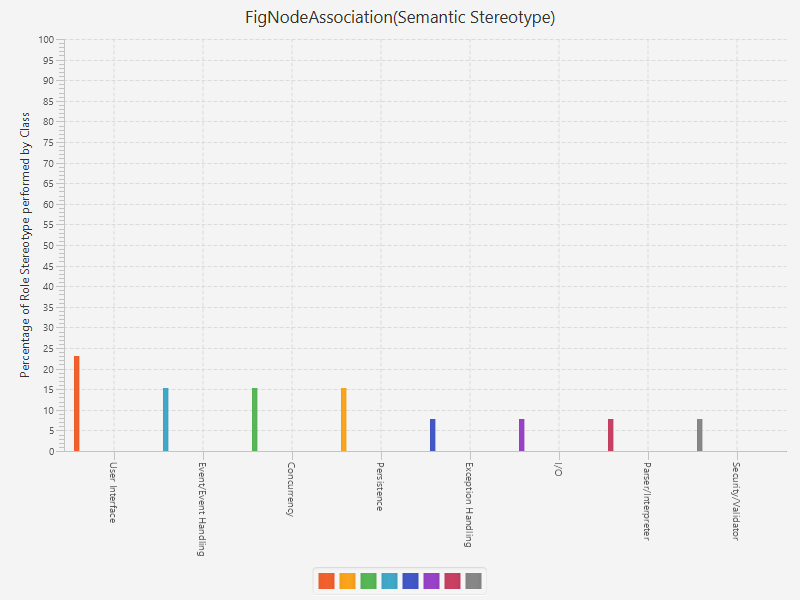 FigNodeAssociation(Semantic Stereotype)
Percentage of Role Stereotype performed by Class
100
95
90
85
80
75
70
65
60
55
50
45
40
35
30
25
20
15
10
5
0
User Interface
Event/Event Handling
Concurrency
Persistence
Exception Handling
I/O
Parser/Interpreter
Security/Validator